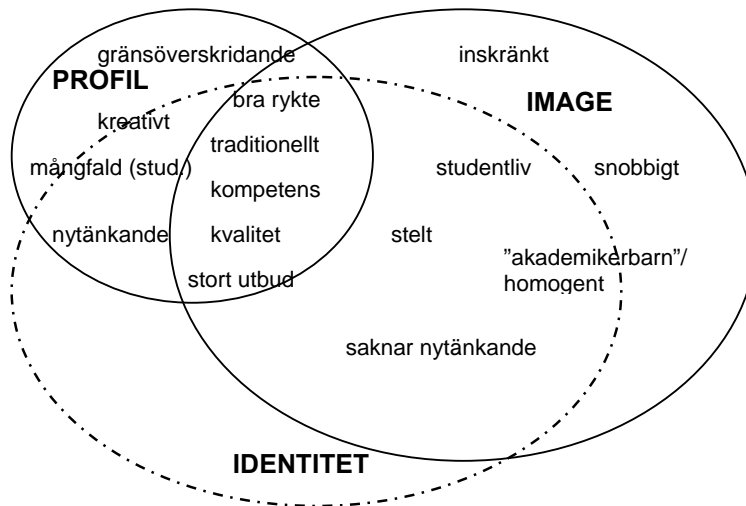 gränsöverskridande
inskränkt
PROFIL
bra rykte
IMAGE
kreativt
traditionellt
mångfald (stud.)
studentliv
snobbigt
kompetens
nytänkande
kvalitet
stelt
"akademikerbarn"/
homogent
stort utbud
saknar nytänkande
IDENTITET